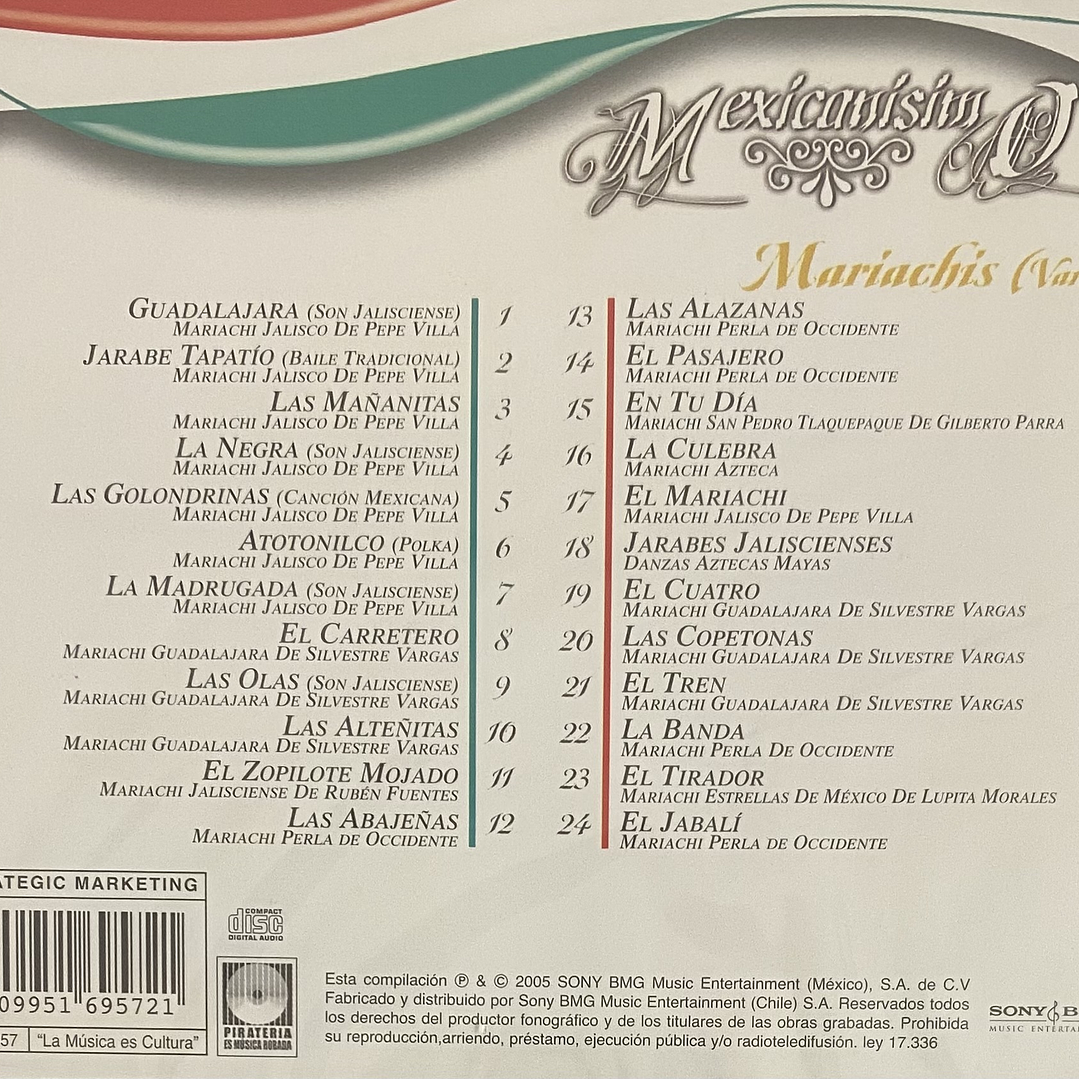 Mexicanísim O
Mariachis (Var
GUADALAJARA (SON JALISCIENSE) 1
MARIACHI JALISCO DE PEPE VILLA
JARABE TAPATÍO (BAILE TRADICIONAL) 2
MARIACHI JALISCO DE PEPE VILLA
LAS MAÑANITAS 3
MARIACHI JALISCO DE PEPE VILLA
LA NEGRA (SON JALISCIENSE) 4
MARIACHI JALISCO DE PEPE VILLA
LAS GOLONDRINAS (CANCIÓN MEXICANA) 5
MARIACHI JALISCO DE PEPE VILLA
ATOTONILCO (POLKA) 6
MARIACHI JALISCO DE PEPE VILLA
LA MADRUGADA (SON JALISCIENSE) 7
MARIACHI JALISCO DE PEPE VILLA
EL CARRETERO 8
MARIACHI GUADALAJARA DE SILVESTRE VARGAS
LAS OLAS (SON JALISCIENSE) 9
MARIACHI GUADALAJARA DE SILVESTRE VARGAS
LAS ALTEÑITAS 10
MARIACHI GUADALAJARA DE SILVESTRE VARGAS
EL ZOPILOTE MOJADO 11
MARIACHI JALISCIENSE DE RUBÉN FUENTES
LAS ABAJEÑAS 12
MARIACHI PERLA DE OCCIDENTE
13 LAS ALAZANAS
MARIACHI PERLA DE OCCIDENTE
14 EL PASAJERO
MARIACHI PERLA DE OCCIDENTE
15 EN TU DÍA
MARIACHI SAN PEDRO TLAQUEPAQUE DE GILBERTO PARRA
16 LA CULEBRA
MARIACHI AZTECA
17 EL MARIACHI
MARIACHI JALISCO DE PEPE VILLA
18 JARABES JALISCIENSES
DANZAS AZTECAS MAYAS
19 EL CUATRO
MARIACHI GUADALAJARA DE SILVESTRE VARGAS
20 LAS COPETONAS
MARIACHI GUADALAJARA DE SILVESTRE VARGAS
21 EL TREN
MARIACHI GUADALAJARA DE SILVESTRE VARGAS
22 LA BANDA
MARIACHI PERLA DE OCCIDENTE
23 EL TIRADOR
MARIACHI ESTRELLAS DE MÉXICO DE LUPITA MORALES
24 EL JABALÍ
MARIACHI PERLA DE OCCIDENTE
ATEGIC MARKETING
09951 695721
57 "La Música es Cultura"
COMPACT
disc
DIGITAL AUDIO
PIRATERIA
ES MÚSICA ROBADA
Esta compilación ℗ & © 2005 SONY BMG Music Entertainment (México), S.A. de C.V
Fabricado y distribuido por Sony BMG Music Entertainment (Chile) S.A. Reservados todos
los derechos del productor fonográfico y de los titulares de las obras grabadas. Prohibida
su reproducción,arriendo, préstamo, ejecución pública y/o radioteledifusión. ley 17.336
SONY B
MUSIC ENTERTA